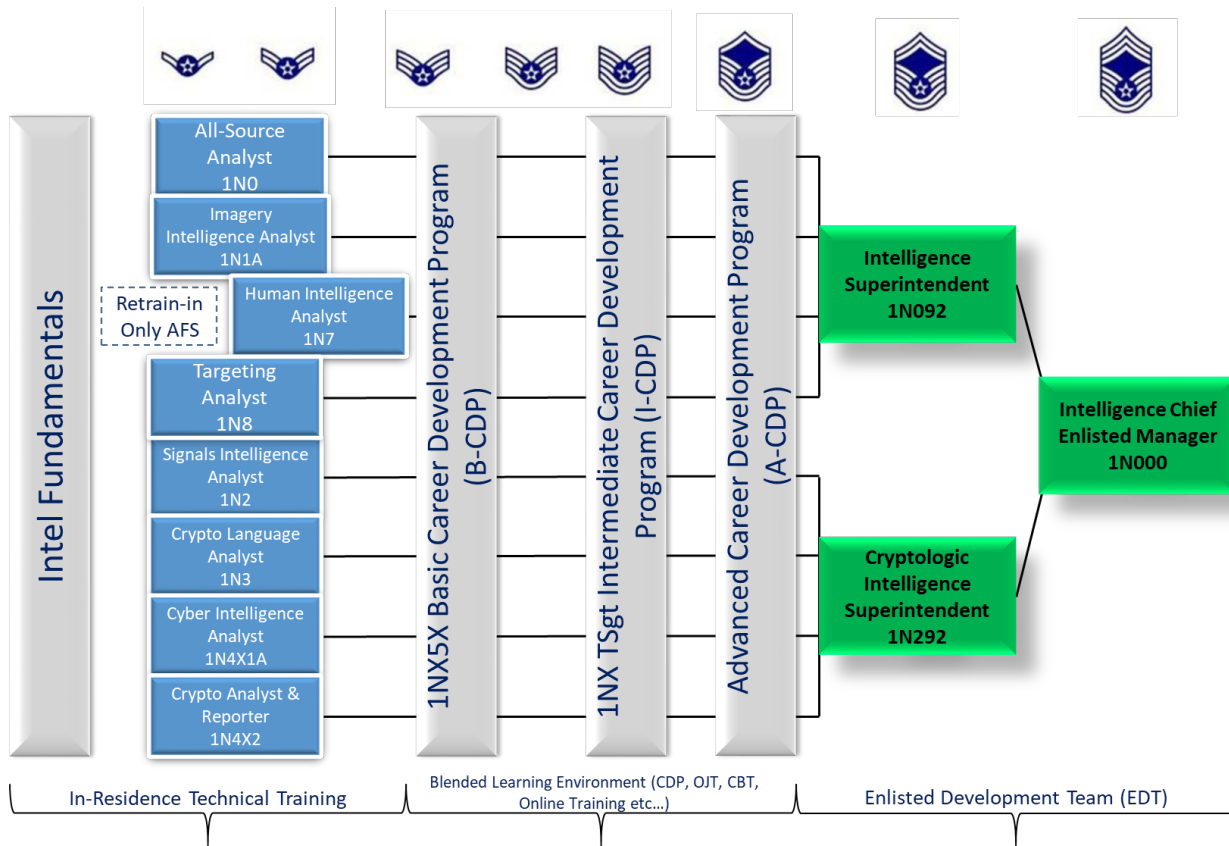 Intel Fundamentals
All-Source
Analyst
1N0
Imagery
Intelligence Analyst
1N1A
Retrain-in
Only AFS
Human Intelligence
Analyst
1N7
Targeting
Analyst
1N8
Signals Intelligence
Analyst
1N2
Crypto Language
Analyst
1N3
Cyber Intelligence
Analyst
1N4X1A
Crypto Analyst &
Reporter
1N4X2
1NX5X Basic Career Development Program
(B-CDP)
1NX TSgt Intermediate Career Development
Program (I-CDP)
Advanced Career Development Program
(A-CDP)
Intelligence
Superintendent
1N092
Cryptologic
Intelligence
Superintendent
1N292
Intelligence Chief
Enlisted Manager
1N000
In-Residence Technical Training
Blended Learning Environment (CDP, OJT, CBT,
Online Training etc...)
Enlisted Development Team (EDT)